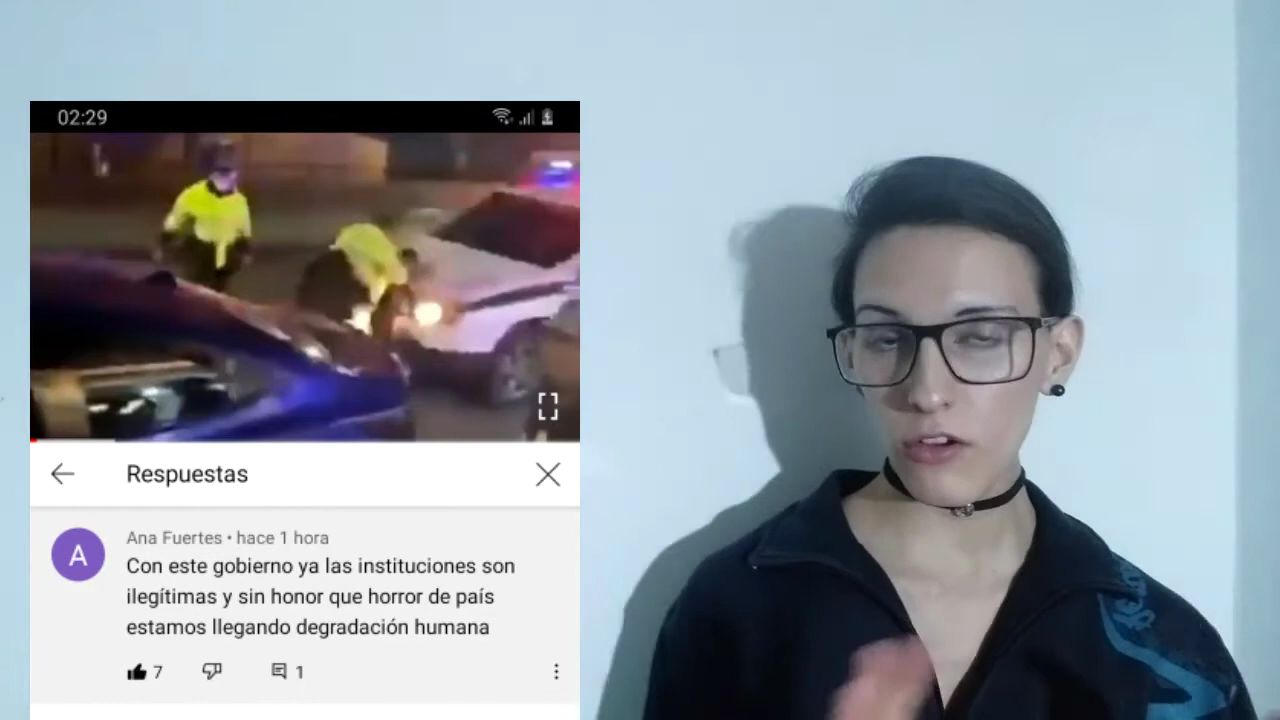 02:29
Respuestas
Ana Fuertes • hace 1 hora
Con este gobierno ya las instituciones son
ilegítimas y sin honor que horror de país
estamos llegando degradación humana
7
1
A